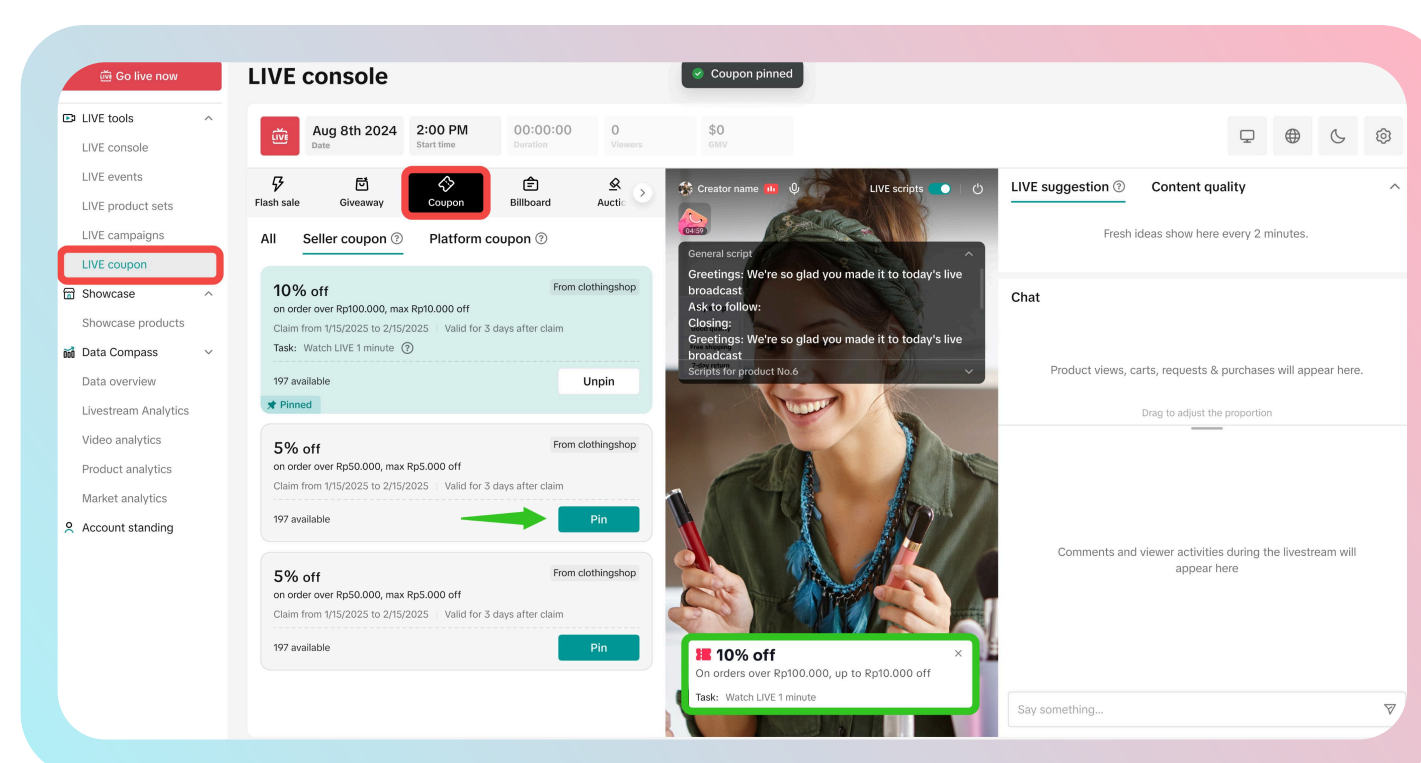 LIVE Go live now
LIVE tools
LIVE console
LIVE events
LIVE product sets
LIVE campaigns
LIVE coupon
Showcase
Showcase products
Data Compass
Data overview
Livestream Analytics
Video analytics
Product analytics
Market analytics
Account standing
LIVE console
Coupon pinned
LIVE
Aug 8th 2024
Date
2:00 PM
Start time
00:00:00
Duration
0
Viewers
$0
GMV
Flash sale Giveaway Coupon Billboard Auctic
All Seller coupon Platform coupon
10% off From clothingshop
on order over Rp100.000, max Rp10.000 off
Claim from 1/15/2025 to 2/15/2025 | Valid for 3 days after claim
Task: Watch LIVE 1 minute
197 available Unpin
Pinned
5% off From clothingshop
on order over Rp50.000, max Rp5.000 off
Claim from 1/15/2025 to 2/15/2025 | Valid for 3 days after claim
197 available Pin
5% off From clothingshop
on order over Rp50.000, max Rp5.000 off
Claim from 1/15/2025 to 2/15/2025 | Valid for 3 days after claim
197 available Pin
Creator name LIVE scripts
04:59
General script
Greetings: We're so glad you made it to today's live
broadcast
Ask to follow:
Closing:
Greetings: We're so glad you made it to today's live
Free shipping
broadcast
7-day return
Scripts for product No.6
10% off
On orders over Rp100.000, up to Rp10.000 off
Task: Watch LIVE 1 minute
LIVE suggestion Content quality
Fresh ideas show here every 2 minutes.
Chat
Product views, carts, requests & purchases will appear here.
Drag to adjust the proportion
Comments and viewer activities during the livestream will
appear here
Say something...